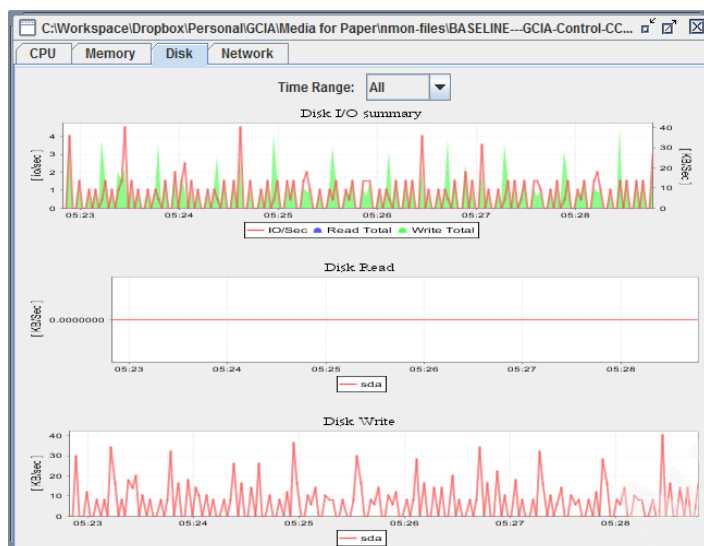 C:\Workspace\Dropbox\Personal\GCIA\Media for Paper\nmon-files\BASELINE---GCIA-Control-CC...
CPU Memory Disk Network
Time Range: All
Disk I/O summary
[io/sec]
4
3
2
1
0
[KB/Sec]
40
30
20
10
0
05:23 05:24 05:25 05:26 05:27 05:28
IO/Sec Read Total Write Total
Disk Read
[KB/Sec]
0.0000000
05:23 05:24 05:25 05:26 05:27 05:28
sda
Disk Write
[KB/sec]
40
30
20
10
0
05:23 05:24 05:25 05:26 05:27 05:28
sda